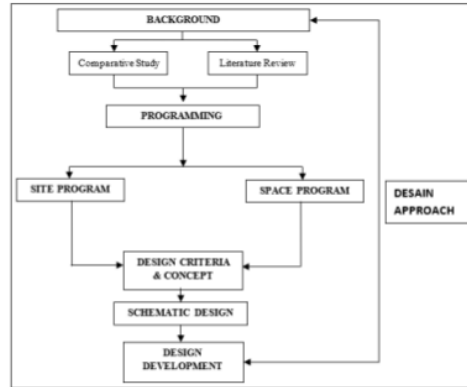 BACKGROUND
Comparative Study
Literature Review
PROGRAMMING
SITE PROGRAM
SPACE PROGRAM
DESAIN
APPROACH
DESIGN CRITERIA
& CONCEPT
SCHEMATIC DESIGN
DESIGN
DEVELOPMENT